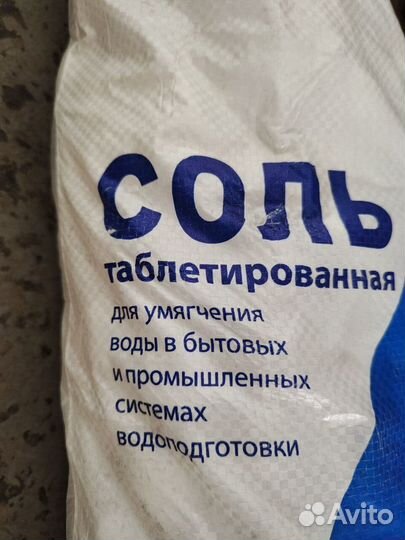 соль
таблетированная
для умягчения
воды в бытовых
и промышленных
системах
водоподготовки
Avito